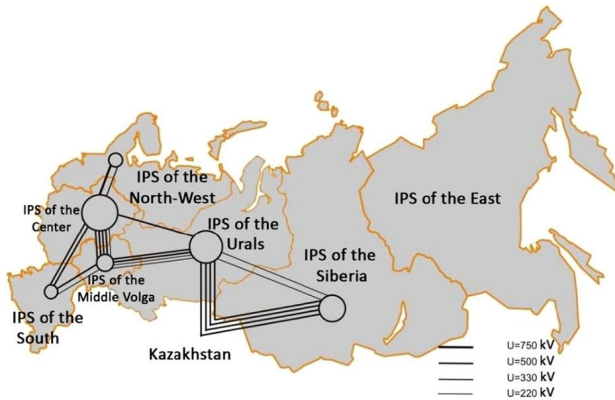 IPS of the
North-West
IPS of the
Center
IPS of the
Urals
IPS of the East
IPS of the
Siberia
IPS of the
Middle Volga
IPS of the
South
Kazakhstan
U=750 kV
U=500 kV
U=330 kV
U=220 kV